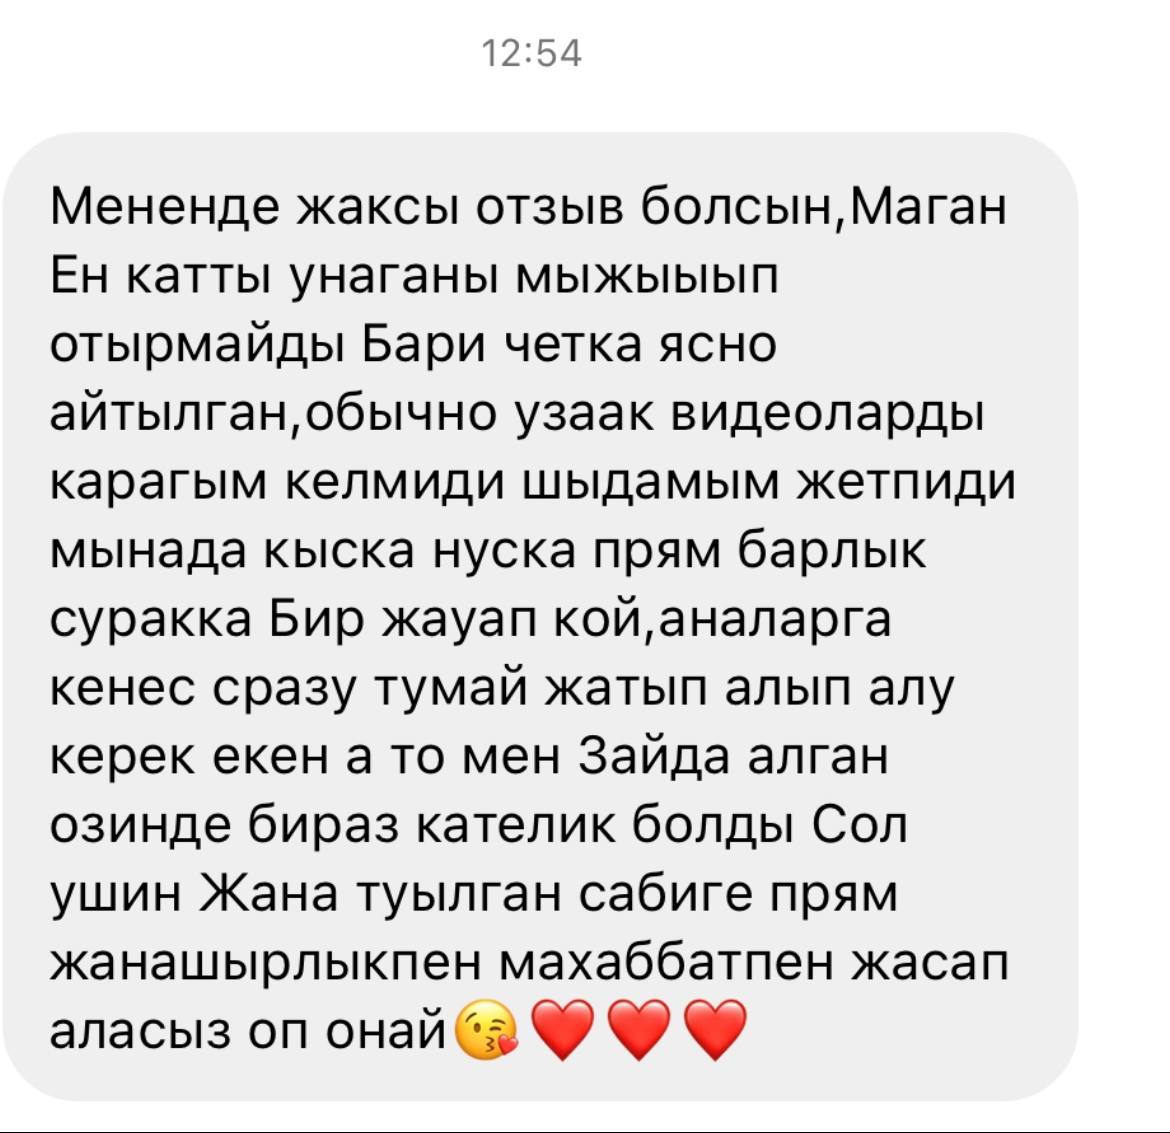 12:54
Мененде жаксы отзыв болсын,Маган
Ен катты унаганы мыжыыып
отырмайды Бари четка ясно
айтылган,обычно узаак видеоларды
карагым келмиди шыдамым жетпиди
мынада кыска нуска прям барлык
суракка Бир жауап кой,аналарга
кенес сразу тумай жатып алып алу
керек екен а то мен Зайда алган
озинде бираз кателик болды Сол
ушин Жана туылган сабиге прям
жанашырлыкпен махаббатпен жасап
аласыз оп онай😘❤️❤️❤️